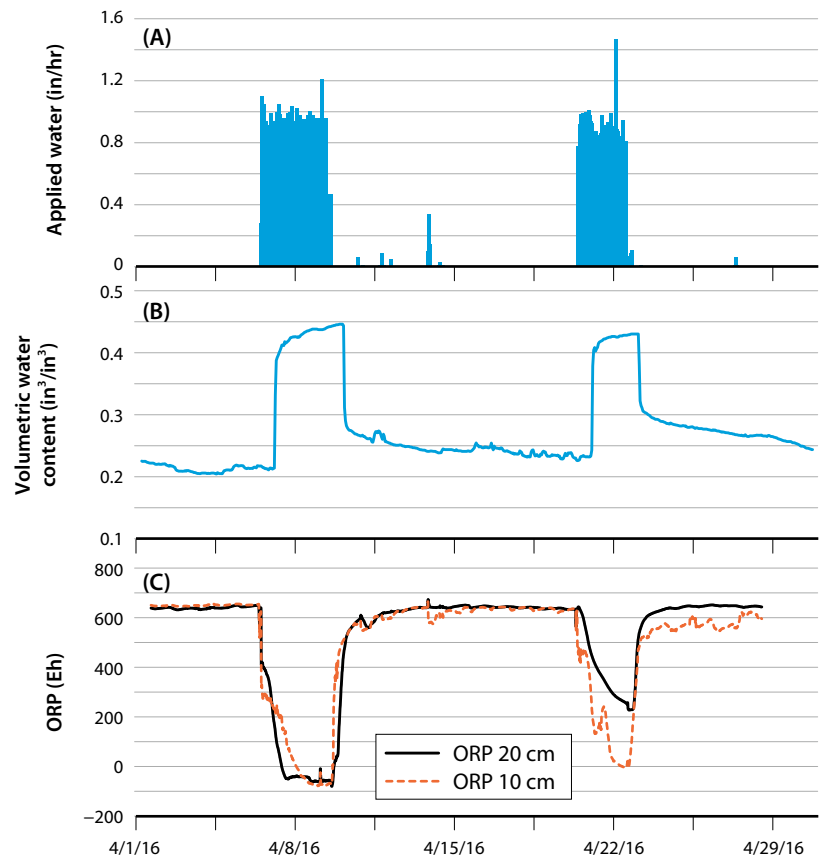 (A)
Applied water (in/hr)
1.6
1.2
0.8
0.4
0
(B)
Volumetric water
content (in³/in³)
0.5
0.4
0.3
0.2
0.1
(C)
ORP (Eh)
800
600
400
200
0
−200
ORP 20 cm
ORP 10 cm
4/1/16 4/8/16 4/15/16 4/22/16 4/29/16